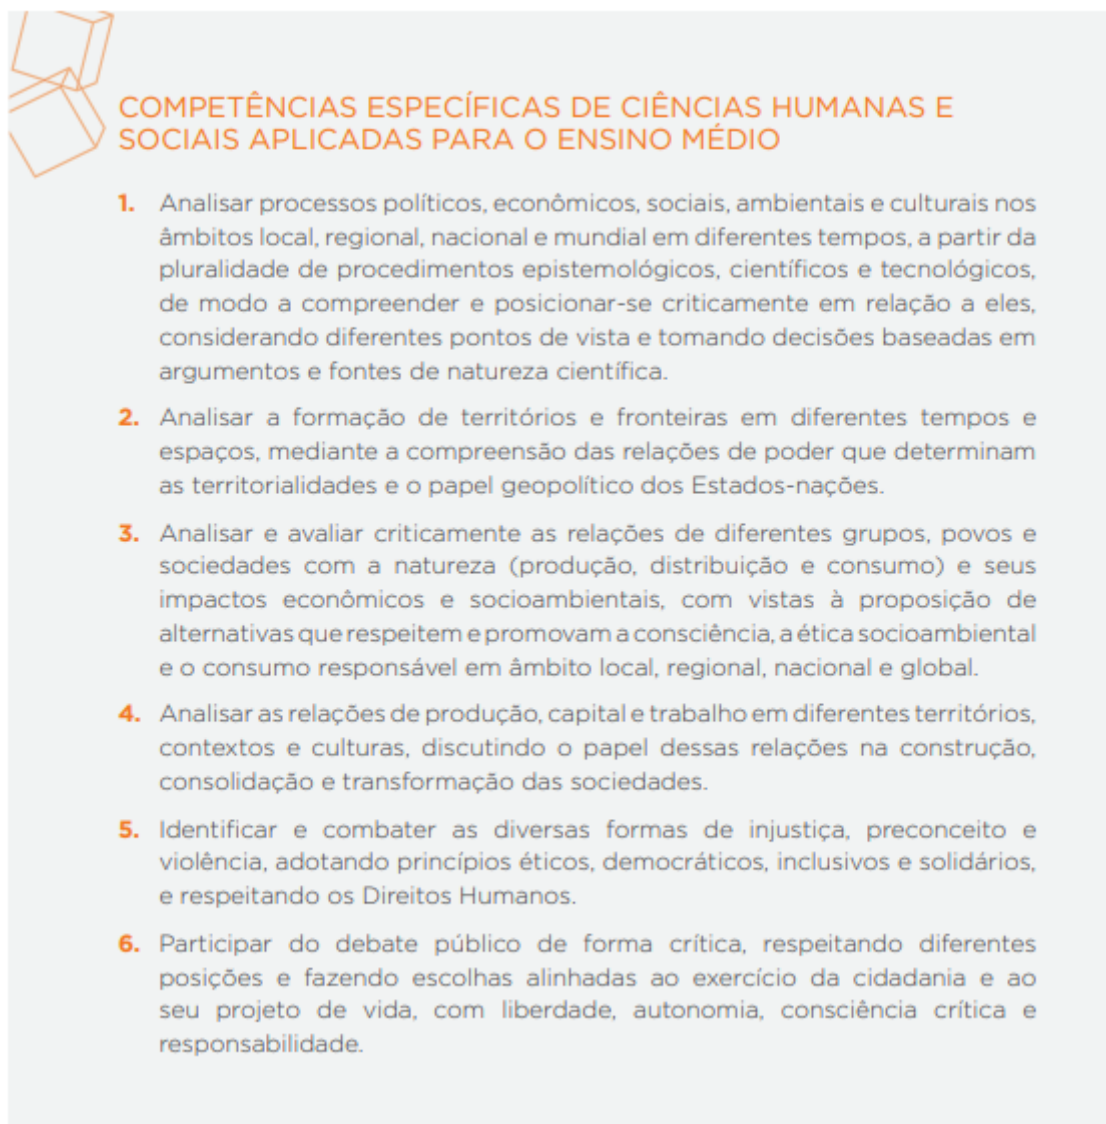 COMPETÊNCIAS ESPECÍFICAS DE CIÊNCIAS HUMANAS E
SOCIAIS APLICADAS PARA O ENSINO MÉDIO
1. Analisar processos políticos, econômicos, sociais, ambientais e culturais nos
âmbitos local, regional, nacional e mundial em diferentes tempos, a partir da
pluralidade de procedimentos epistemológicos, científicos e tecnológicos,
de modo a compreender e posicionar-se criticamente em relação a eles,
considerando diferentes pontos de vista e tomando decisões baseadas em
argumentos e fontes de natureza científica.
2. Analisar a formação de territórios e fronteiras em diferentes tempos e
espaços, mediante a compreensão das relações de poder que determinam
as territorialidades e o papel geopolítico dos Estados-nações.
3. Analisar e avaliar criticamente as relações de diferentes grupos, povos e
sociedades com a natureza (produção, distribuição e consumo) e seus
impactos econômicos e socioambientais, com vistas à proposição de
alternativas que respeitem e promovam a consciência, a ética socioambiental
e o consumo responsável em âmbito local, regional, nacional e global.
4. Analisar as relações de produção, capital e trabalho em diferentes territórios,
contextos e culturas, discutindo o papel dessas relações na construção,
consolidação e transformação das sociedades.
5. Identificar e combater as diversas formas de injustiça, preconceito e
violência, adotando princípios éticos, democráticos, inclusivos e solidários,
e respeitando os Direitos Humanos.
6. Participar do debate público de forma crítica, respeitando diferentes
posições e fazendo escolhas alinhadas ao exercício da cidadania e ao
seu projeto de vida, com liberdade, autonomia, consciência crítica e
responsabilidade.